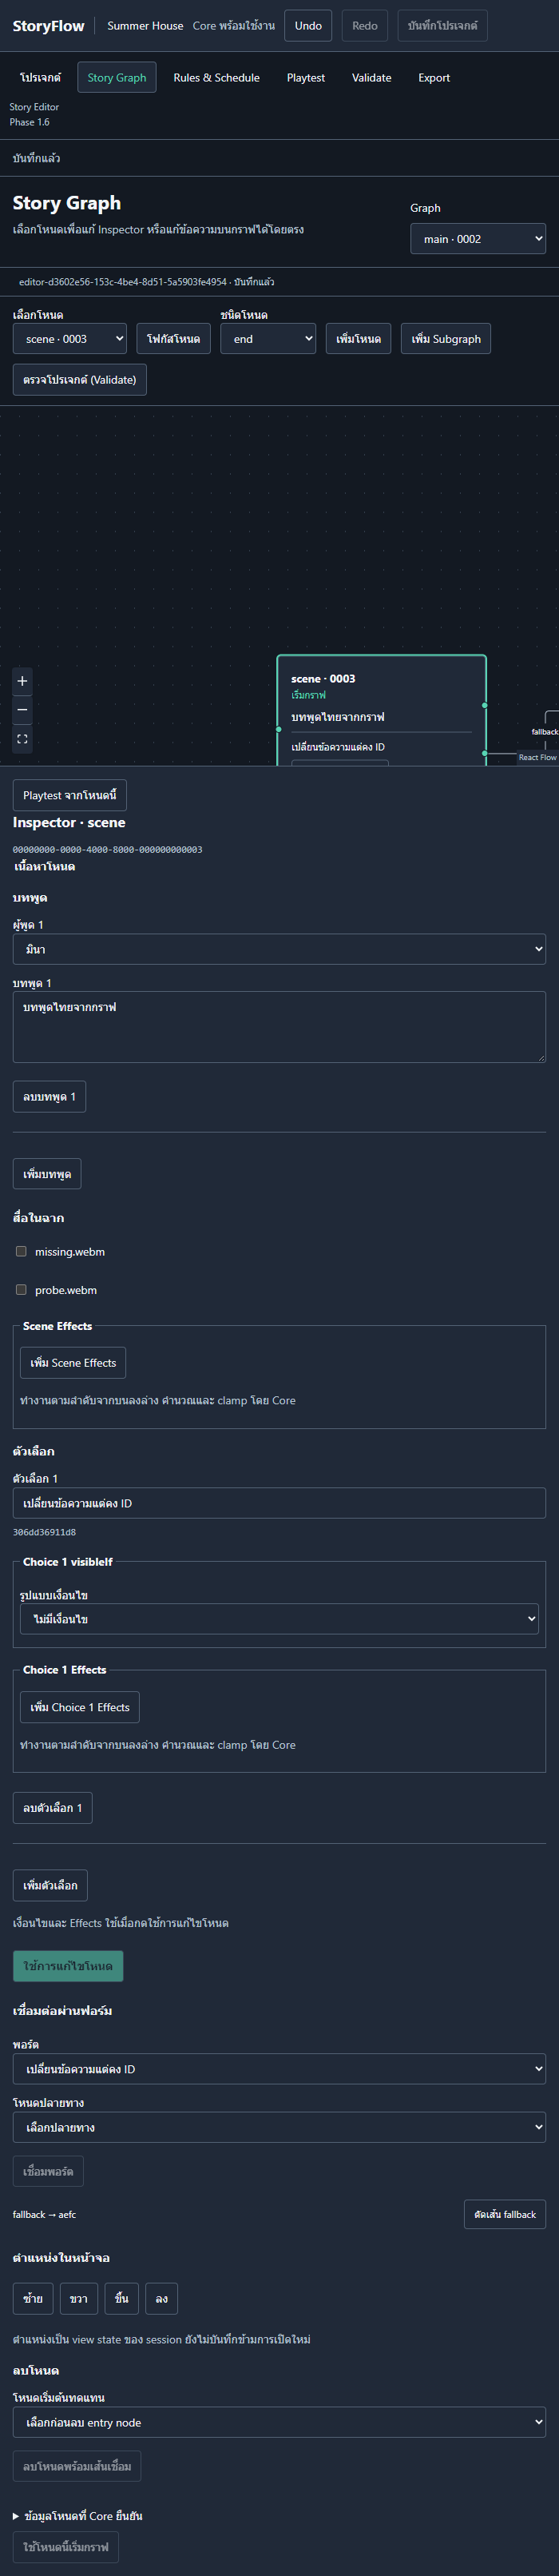 StoryFlow
Summer House
Core พร้อมใช้งาน
Undo
Redo
บันทึกโปรเจกต์
โปรเจกต์
Story Graph
Rules & Schedule
Playtest
Validate
Export
Story Editor
Phase 1.6
บันทึกแล้ว
Story Graph
เลือกโหนดเพื่อแก้ Inspector หรือแก้ข้อความบนกราฟได้โดยตรง
Graph
main · 0002
editor-d3602e56-153c-4be4-8d51-5a5903fe4954 · บันทึกแล้ว
เลือกโหนด
scene · 0003
โฟกัสโหนด
ชนิดโหนด
end
เพิ่มโหนด
เพิ่ม Subgraph
ตรวจโปรเจกต์ (Validate)
scene · 0003
เริ่มกราฟ
บทพูดไทยจากกราฟ
เปลี่ยนข้อความแต่คง ID
fallback
React Flow
Playtest จากโหนดนี้
Inspector · scene
00000000-0000-4000-8000-000000000003
เนื้อหาโหนด
บทพูด
ผู้พูด 1
มินา
บทพูด 1
บทพูดไทยจากกราฟ
ลบบทพูด 1
เพิ่มบทพูด
สื่อในฉาก
missing.webm
probe.webm
Scene Effects
เพิ่ม Scene Effects
ทำงานตามลำดับจากบนลงล่าง คำนวณและ clamp โดย Core
ตัวเลือก
ตัวเลือก 1
เปลี่ยนข้อความแต่คง ID
306dd36911d8
Choice 1 visibleIf
รูปแบบเงื่อนไข
ไม่มีเงื่อนไข
Choice 1 Effects
เพิ่ม Choice 1 Effects
ทำงานตามลำดับจากบนลงล่าง คำนวณและ clamp โดย Core
ลบตัวเลือก 1
เพิ่มตัวเลือก
เงื่อนไขและ Effects ใช้เมื่อกดใช้การแก้ไขโหนด
ใช้การแก้ไขโหนด
เชื่อมต่อผ่านฟอร์ม
พอร์ต
เปลี่ยนข้อความแต่คง ID
โหนดปลายทาง
เลือกปลายทาง
เชื่อมพอร์ต
fallback → aefc
ตัดเส้น fallback
ตำแหน่งในหน้าจอ
ซ้าย
ขวา
ขึ้น
ลง
ตำแหน่งเป็น view state ของ session ยังไม่บันทึกข้ามการเปิดใหม่
ลบโหนด
โหนดเริ่มต้นทดแทน
เลือกก่อนลบ entry node
ลบโหนดพร้อมเส้นเชื่อม
ข้อมูลโหนดที่ Core ยืนยัน
ใช้โหนดนี้เริ่มกราฟ